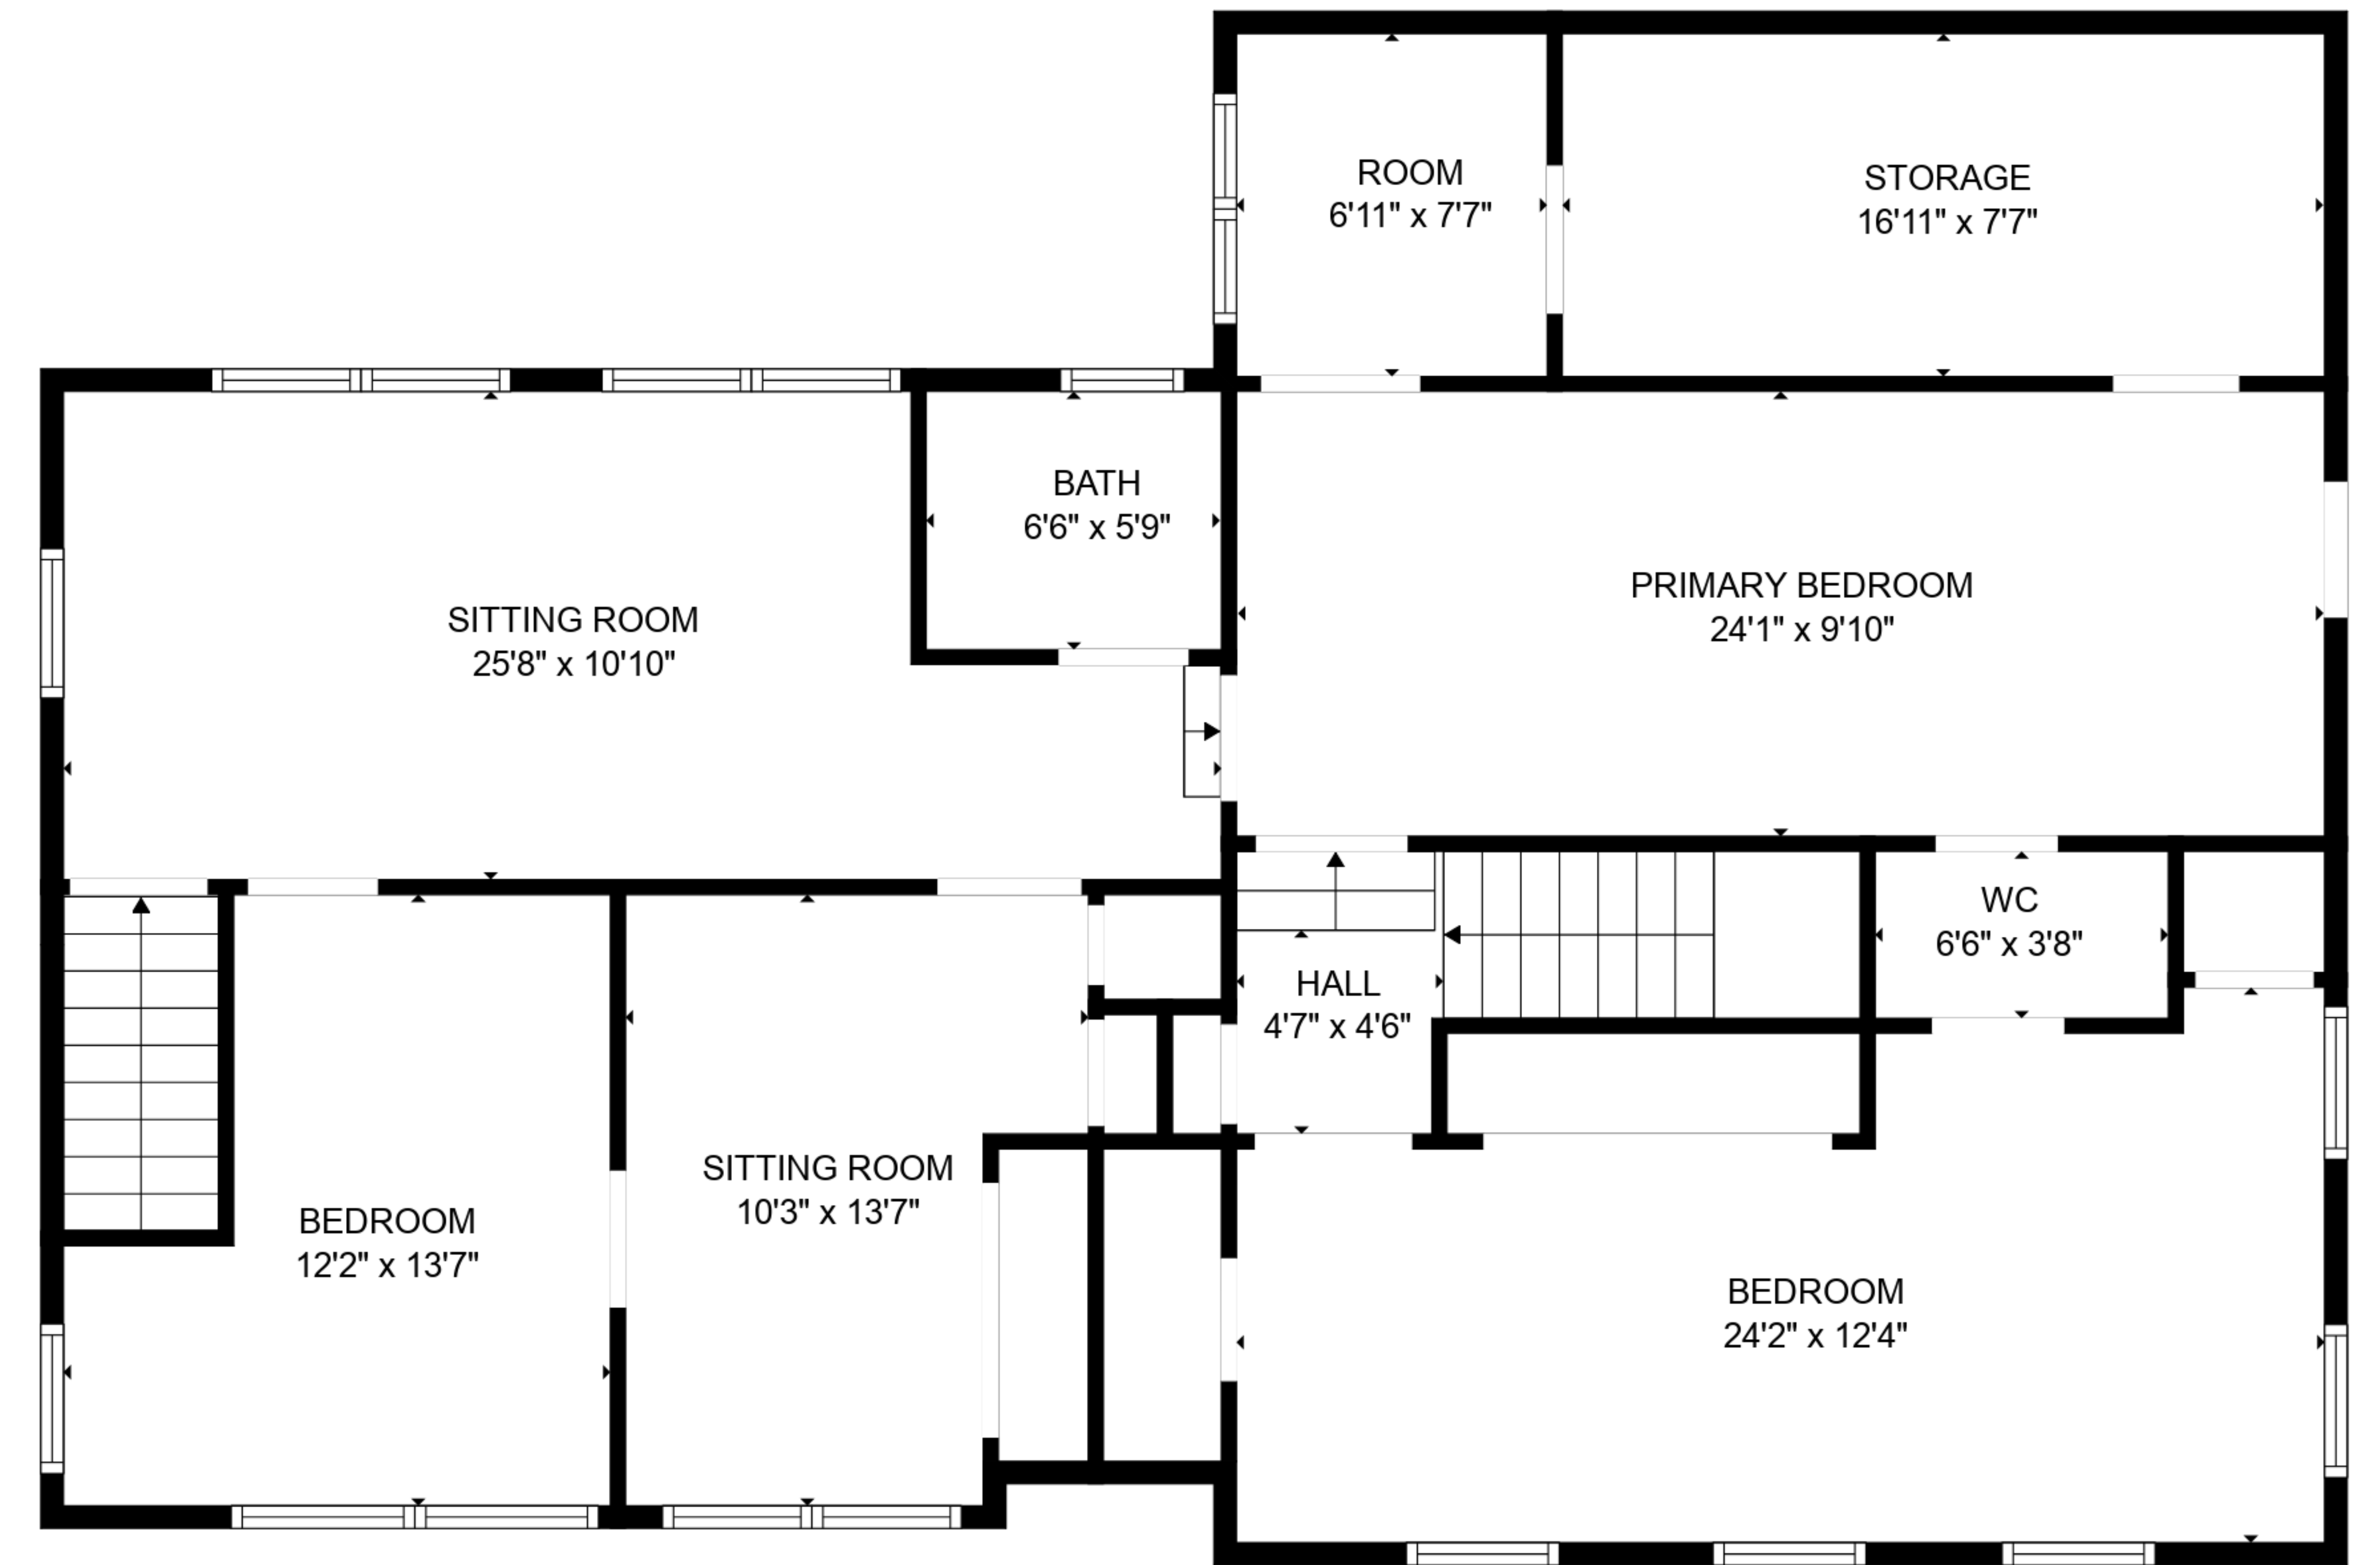 ROOM
6'11" x 7'7"
STORAGE
16'11" x 7'7"
BATH
6'6" x 5'9"
SITTING ROOM
25'8" x 10'10"
PRIMARY BEDROOM
24'1" x 9'10"
WC
6'6" x 3'8"
HALL
4'7" x 4'6"
SITTING ROOM
10'3" x 13'7"
BEDROOM
12'2" x 13'7"
BEDROOM
24'2" x 12'4"